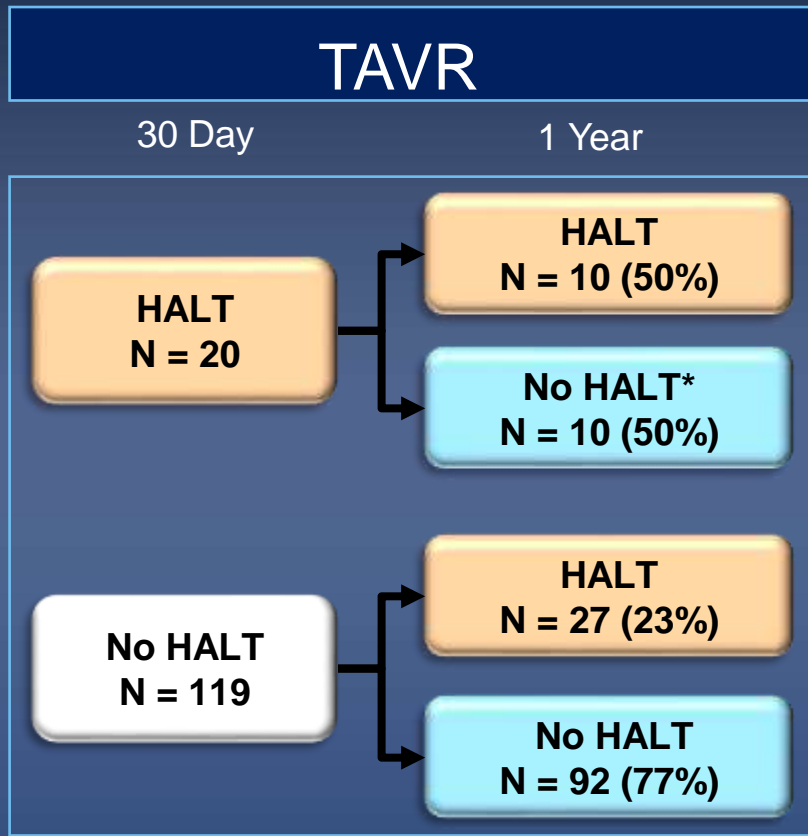 TAVR
30 Day
1 Year
HALT
N = 20
HALT
N = 10 (50%)
No HALT*
N = 10 (50%)
No HALT
N = 119
HALT
N = 27 (23%)
No HALT
N = 92 (77%)